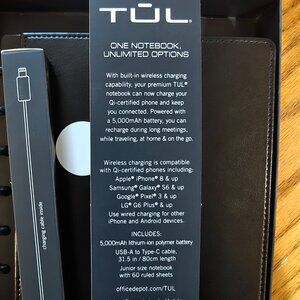 TŪL
ONE NOTEBOOK,
UNLIMITED OPTIONS
With built-in wireless charging
capability, your premium TUL®
notebook can now charge your
Qi-certified phone and keep
you connected. Powered with
a 5,000mAh battery, you can
recharge during long meetings,
while traveling, at home & on the go.
Wireless charging is compatible
with Qi-certified phones including:
Apple® iPhone® 8 & up
Samsung® Galaxy® S6 & up
Google® Pixel® 3 & up
LG® G6 Plus® & up
Use wired charging for other
iPhone and Android devices.
INCLUDES:
5,000mAh lithium-ion polymer battery
USB-A to Type-C cable,
31.5 in / 80cm length
Junior size notebook
with 60 ruled sheets
officedepot.com/TUL
charging cable inside